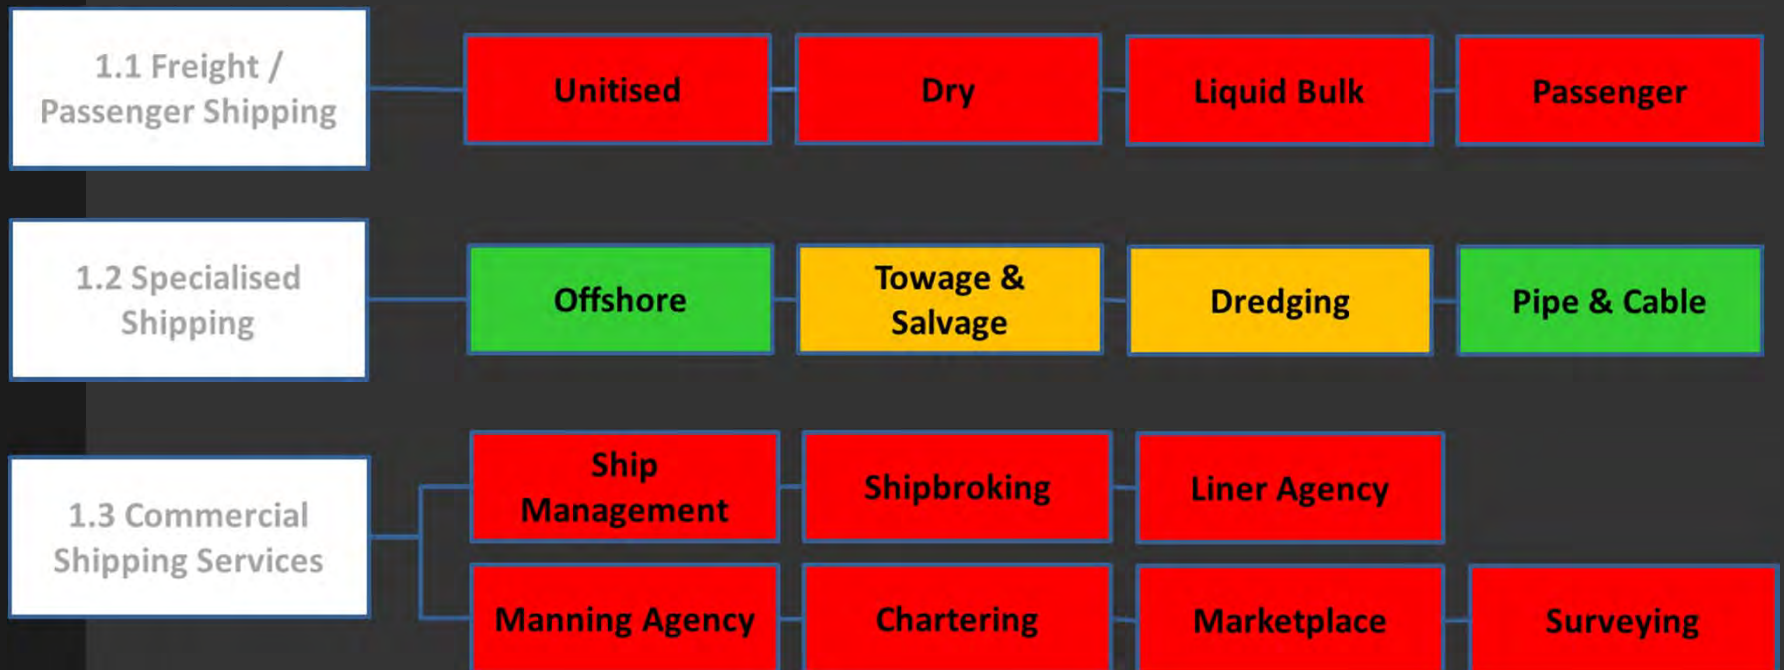 1.1 Freight /
Passenger Shipping
Unitised
Dry
Liquid Bulk
Passenger
1.2 Specialised
Shipping
Offshore
Towage &
Salvage
Dredging
Pipe & Cable
1.3 Commercial
Shipping Services
Ship
Management
Shipbroking
Liner Agency
Manning Agency
Chartering
Marketplace
Surveying